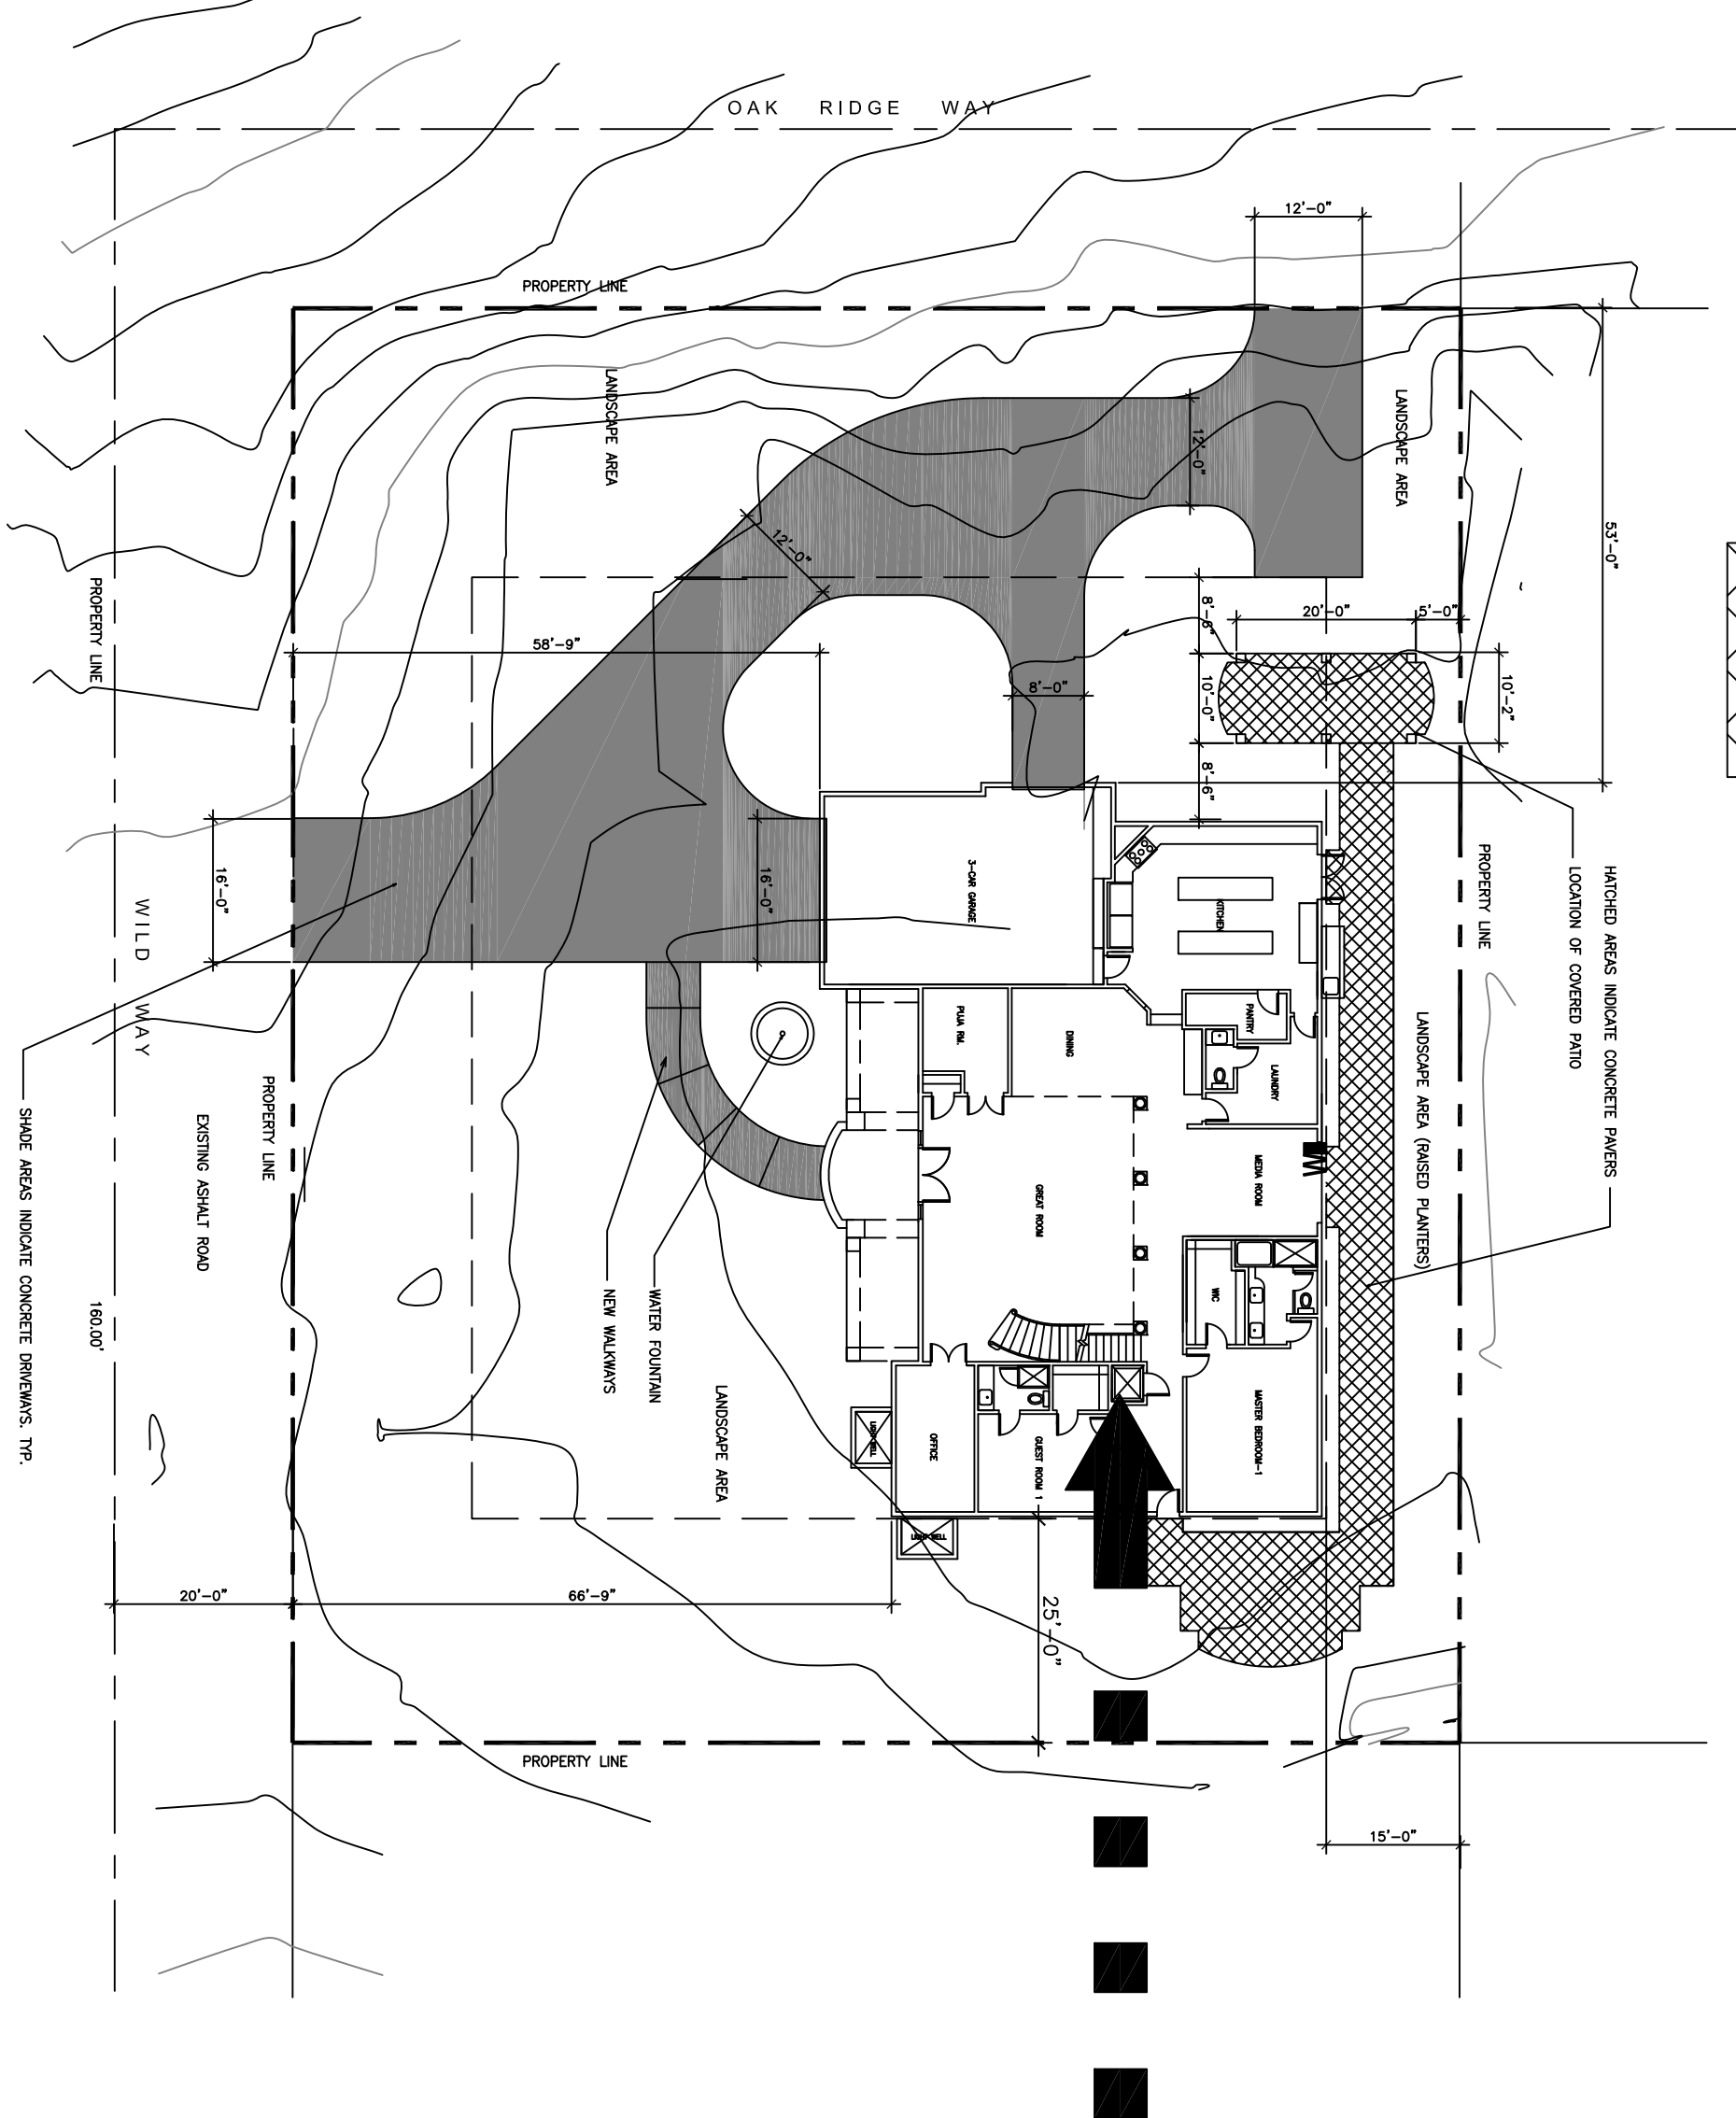 OAK RIDGE WAY
12'-0"
PROPERTY LINE
LANDSCAPE AREA
LANDSCAPE AREA
12'-0"
12'-0"
53'-0"
PROPERTY LINE
58'-9"
8'-6"
20'-0"
5'-0"
8'-0"
10'-0"
10'-2"
8'-6"
16'-0"
16'-0"
3-CAR GARAGE
KITCHEN
PROPERTY LINE
LOCATION OF COVERED PATIO
HATCHED AREAS INDICATE CONCRETE PAVERS
WILD WAY
PUJA RM.
DINING
PANTRY
LAUNDRY
LANDSCAPE AREA (RAISED PLANTERS)
PROPERTY LINE
EXISTING ASHALT ROAD
SHADE AREAS INDICATE CONCRETE DRIVEWAYS. TYP.
GREAT ROOM
MEDIA ROOM
WIC
160.00'
NEW WALKWAYS
WATER FOUNTAIN
LANDSCAPE AREA
LIGHT WELL
OFFICE
GUEST ROOM 1
MASTER BEDROOM-1
LIGHT WELL
20'-0"
66'-9"
25'-0"
PROPERTY LINE
15'-0"